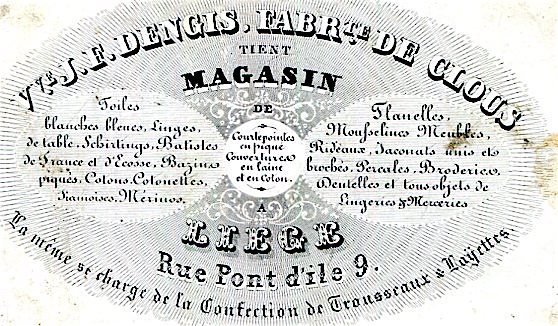 Vve J. F. DENGIS, FABRTE DE CLOUS
TIENT
MAGASIN
DE
Toiles
blanches bleues, Linges,
de table, Schirtings, Batistes
de France et d'Ecosse, Bazins
piqués, Cotons, Cotonettes,
Siamoises, Mérinos.
Courtepointes
en piqué
Couvertures
en laine
et en Coton.
Flanelles,
Mousselines Meubles,
Rideaux, Jaconats unis et
brochés, Percales, Broderies
Dentelles et tous objets de
Lingeries & Merceries
A
LIEGE
Rue Pont d'ile 9.
La même se charge de la Confection de Trousseaux & Layettes